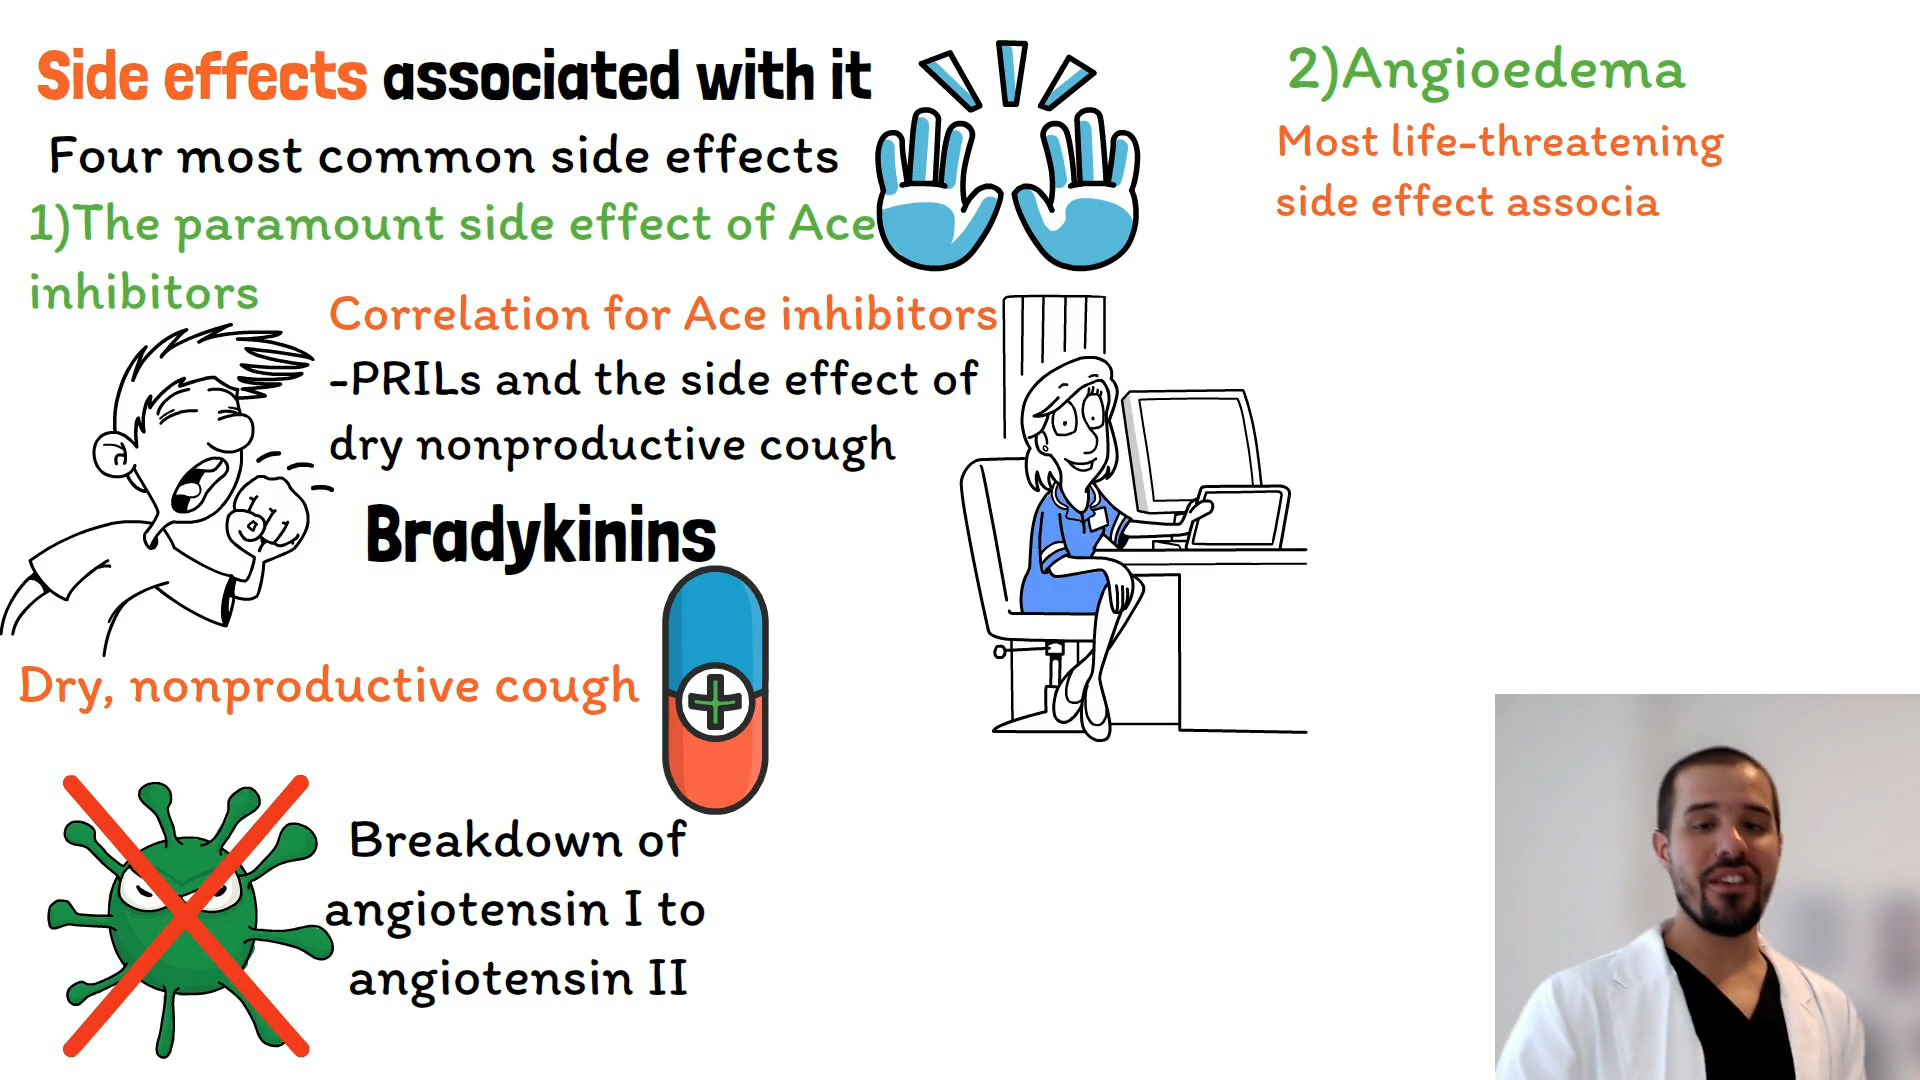 Side effects associated with it
Four most common side effects
1)The paramount side effect of Ace
inhibitors
Correlation for Ace inhibitors
-PRILs and the side effect of
dry nonproductive cough
Bradykinins
Dry, nonproductive cough
Breakdown of
angiotensin I to
angiotensin II
2)Angioedema
Most life-threatening
side effect associa